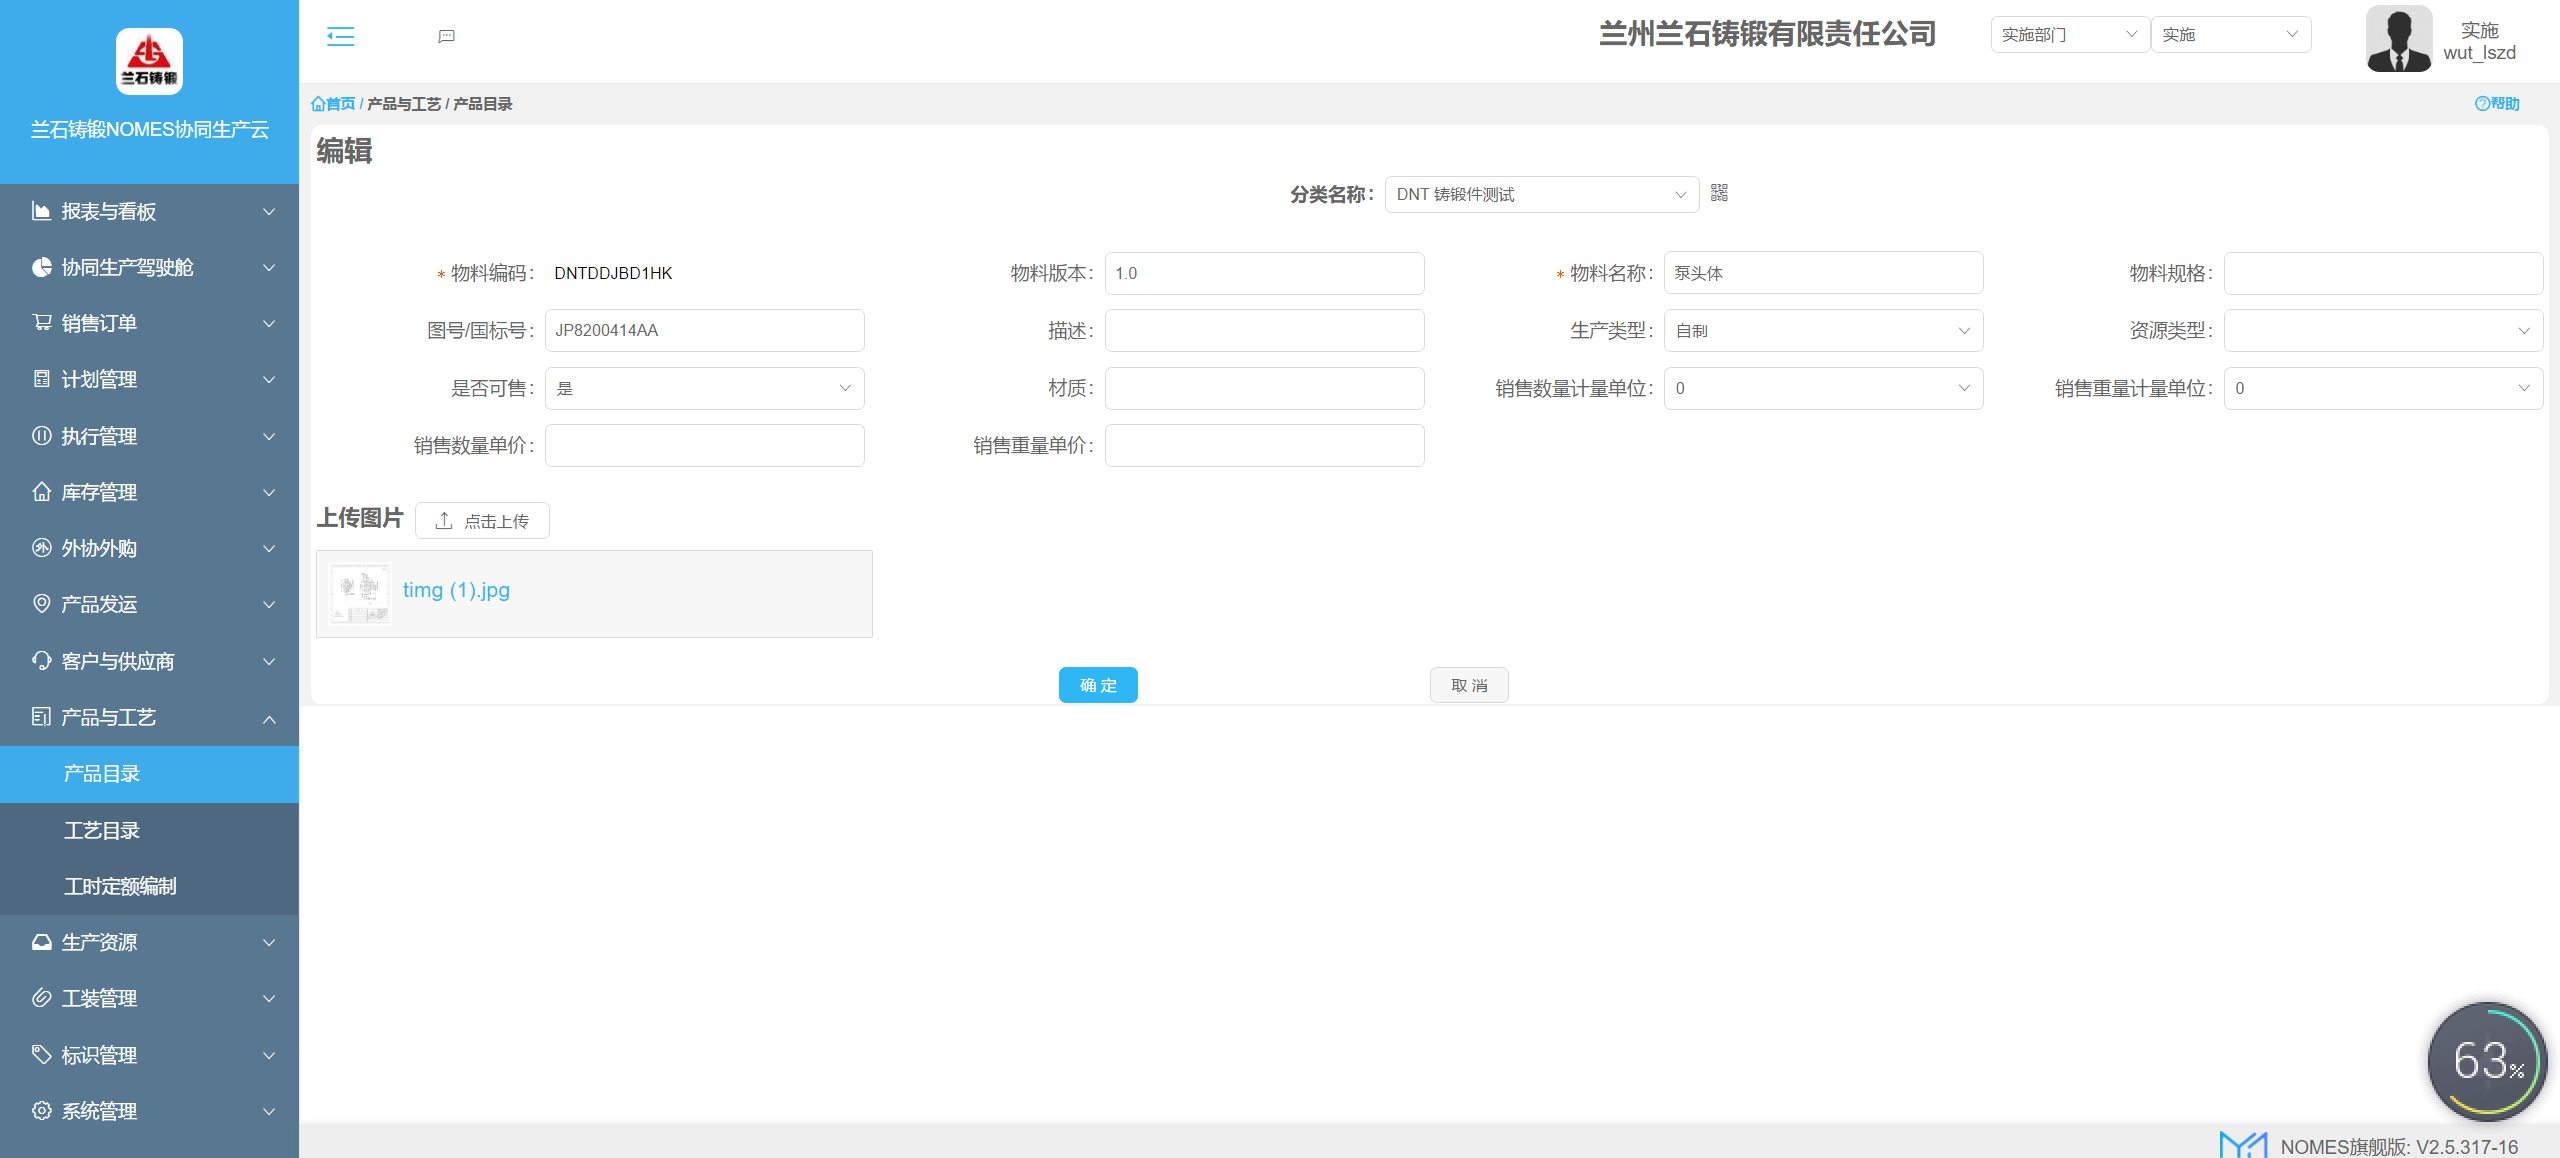 兰石铸锻
兰石铸锻NOMES协同生产云
报表与看板
协同生产驾驶舱
销售订单
计划管理
执行管理
库存管理
外协外购
产品发运
客户与供应商
产品与工艺
产品目录
工艺目录
工时定额编制
生产资源
工装管理
标识管理
系统管理
兰州兰石铸锻有限责任公司
实施部门
实施
实施
wut_lszd
首页 / 产品与工艺 / 产品目录
帮助
编辑
分类名称: DNT 铸锻件测试
* 物料编码: DNTDDJBD1HK
物料版本: 1.0
* 物料名称: 泵头体
物料规格:
图号/国标号: JP8200414AA
描述:
生产类型: 自制
资源类型:
是否可售: 是
材质:
销售数量计量单位: 0
销售重量计量单位: 0
销售数量单价:
销售重量单价:
上传图片 点击上传
timg (1).jpg
确 定
取 消
63%
NOMES旗舰版: V2.5.317-16